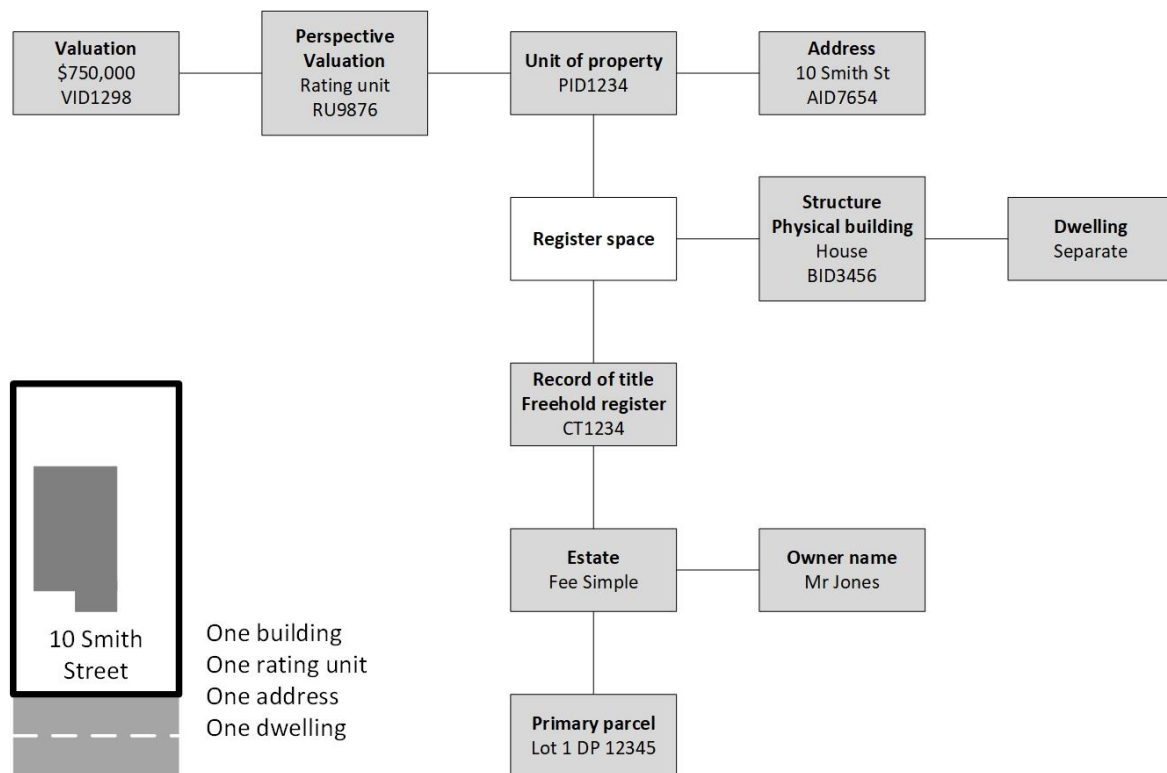 Valuation
$750,000
VID1298
Perspective
Valuation
Rating unit
RU9876
Unit of property
PID1234
Address
10 Smith St
AID7654
Register space
Structure
Physical building
House
BID3456
Dwelling
Separate
Record of title
Freehold register
CT1234
Estate
Fee Simple
Owner name
Mr Jones
Primary parcel
Lot 1 DP 12345
10 Smith
Street
One building
One rating unit
One address
One dwelling